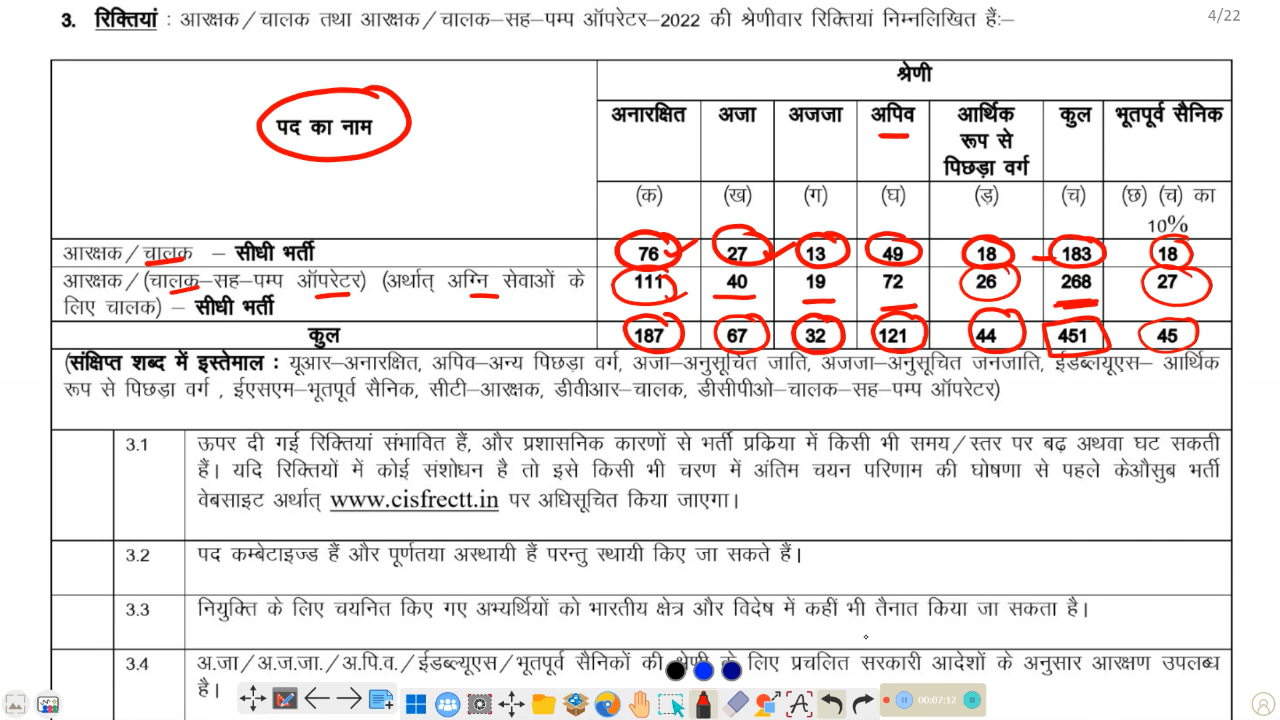 4/22
3. रिक्तियां : आरक्षक/चालक तथा आरक्षक/चालक–सह–पम्प ऑपरेटर–2022 की श्रेणीवार रिक्तियां निम्नलिखित हैं:–
पद का नाम
श्रेणी
अनारक्षित अजा अजजा अपिव आर्थिक रूप से पिछड़ा वर्ग कुल भूतपूर्व सैनिक
(क) (ख) (ग) (घ) (ड़) (च) (छ) (च) का 10%
आरक्षक/चालक – सीधी भर्ती 76 27 13 49 18 183 18
आरक्षक/(चालक–सह–पम्प ऑपरेटर) (अर्थात् अग्नि सेवाओं के 111 40 19 72 26 268 27
लिए चालक) – सीधी भर्ती
कुल 187 67 32 121 44 451 45
(संक्षिप्त शब्द में इस्तेमाल : यूआर–अनारक्षित, अपिव–अन्य पिछड़ा वर्ग, अजा–अनुसूचित जाति, अजजा–अनुसूचित जनजाति, ईडब्लयूएस– आर्थिक
रूप से पिछड़ा वर्ग , ईएसएम–भूतपूर्व सैनिक, सीटी–आरक्षक, डीवीआर–चालक, डीसीपीओ–चालक–सह–पम्प ऑपरेटर)
3.1 ऊपर दी गई रिक्तियां संभावित हैं, और प्रशासनिक कारणों से भर्ती प्रक्रिया में किसी भी समय/स्तर पर बढ़ अथवा घट सकती
हैं। यदि रिक्तियों में कोई संशोधन है तो इसे किसी भी चरण में अंतिम चयन परिणाम की घोषणा से पहले केऔसुब भर्ती
वेबसाइट अर्थात् www.cisfrectt.in पर अधिसूचित किया जाएगा।
3.2 पद कम्बेटाइज्ड हैं और पूर्णतया अस्थायी हैं परन्तु स्थायी किए जा सकते हैं।
3.3 नियुक्ति के लिए चयनित किए गए अभ्यर्थियों को भारतीय क्षेत्र और विदेष में कहीं भी तैनात किया जा सकता है।
3.4 अ.जा/अ.ज.जा./अ.पि.व./ईडब्ल्यूएस/भूतपूर्व सैनिकों की श्रेणी के लिए प्रचलित सरकारी आदेशों के अनुसार आरक्षण उपलब्ध
है।
00:07:12